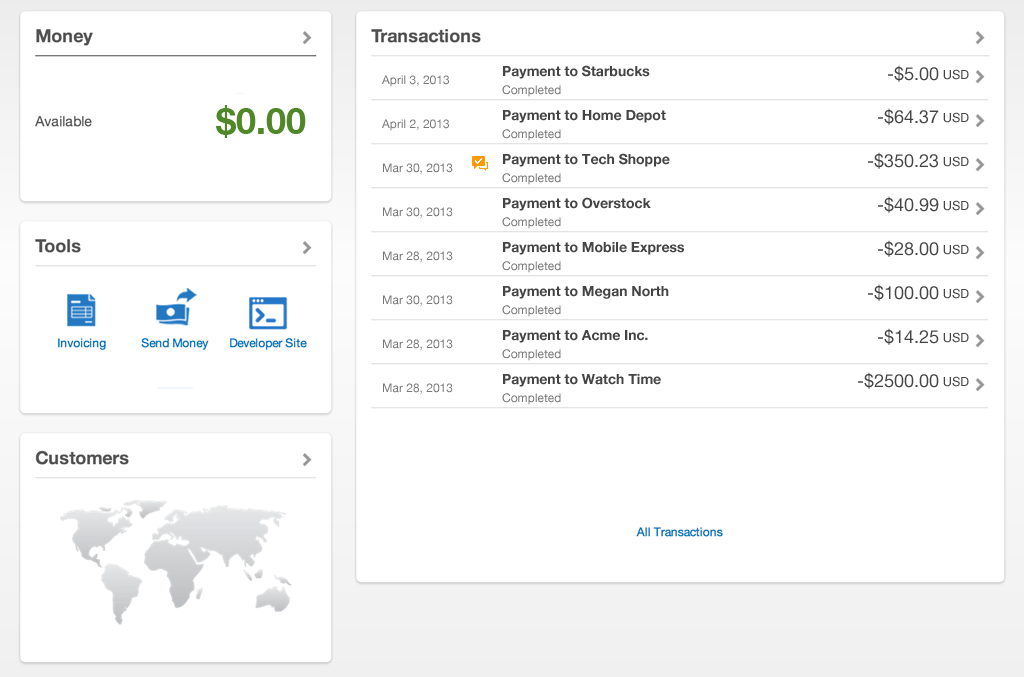 Money
Available
$0.00
Tools
Invoicing
Send Money
Developer Site
Customers
Transactions
April 3, 2013 Payment to Starbucks -$5.00 USD
Completed
April 2, 2013 Payment to Home Depot -$64.37 USD
Completed
Mar 30, 2013 Payment to Tech Shoppe -$350.23 USD
Completed
Mar 30, 2013 Payment to Overstock -$40.99 USD
Completed
Mar 28, 2013 Payment to Mobile Express -$28.00 USD
Completed
Mar 30, 2013 Payment to Megan North -$100.00 USD
Completed
Mar 28, 2013 Payment to Acme Inc. -$14.25 USD
Completed
Mar 28, 2013 Payment to Watch Time -$2500.00 USD
Completed
All Transactions